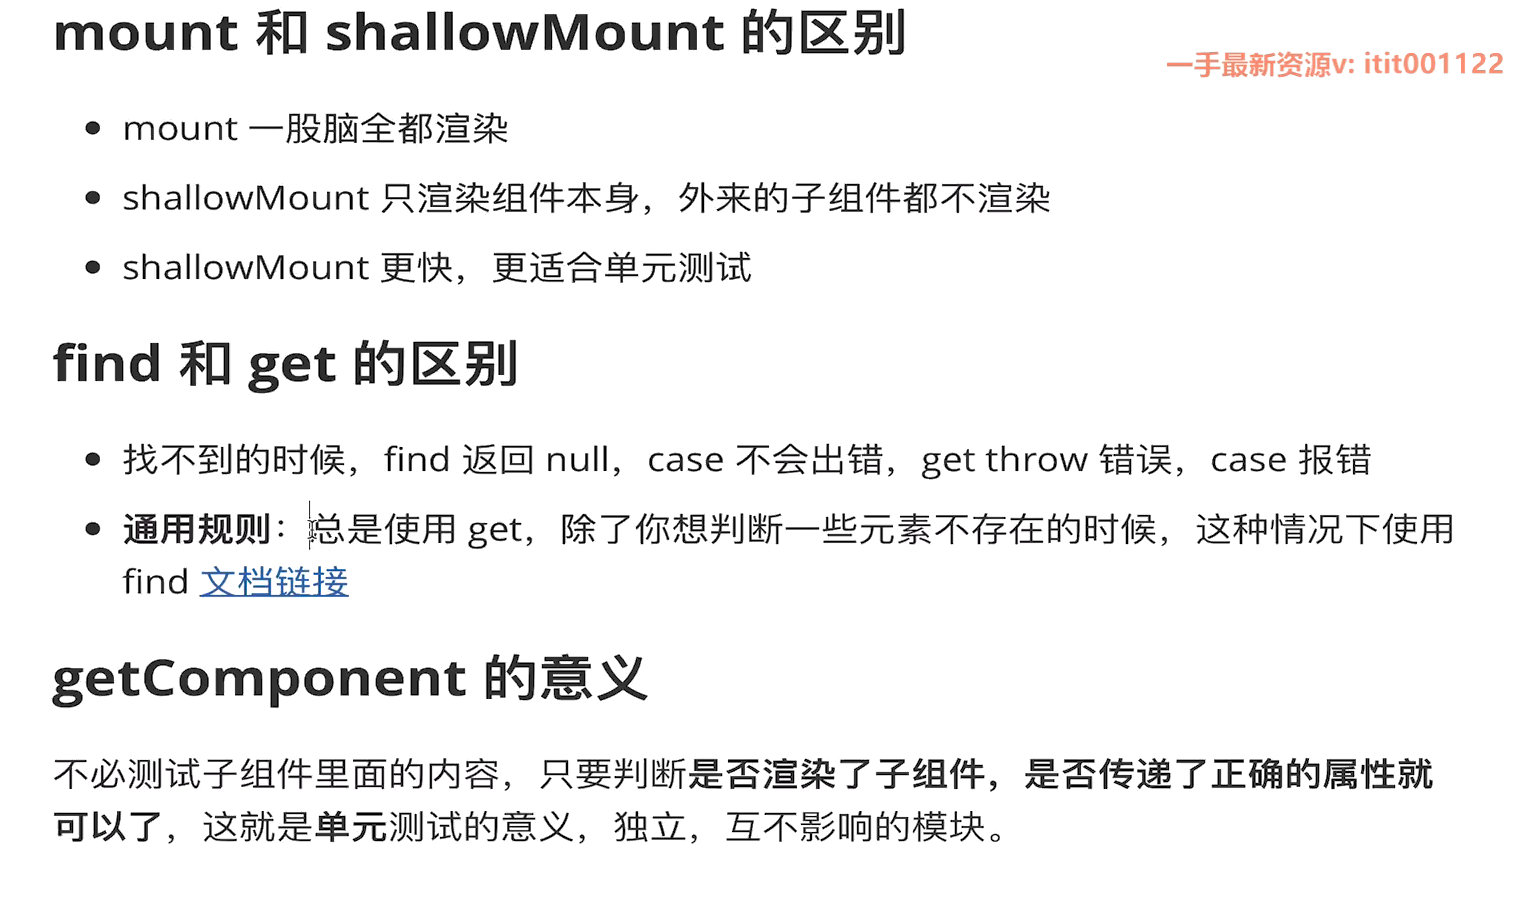 mount 和 shallowMount 的区别
一手最新资源v: itit001122
mount 一股脑全都渲染
shallowMount 只渲染组件本身，外来的子组件都不渲染
shallowMount 更快，更适合单元测试
find 和 get 的区别
找不到的时候，find 返回 null，case 不会出错，get throw 错误，case 报错
通用规则：总是使用 get，除了你想判断一些元素不存在的时候，这种情况下使用
find 文档链接
getComponent 的意义
不必测试子组件里面的内容，只要判断是否渲染了子组件，是否传递了正确的属性就
可以了，这就是单元测试的意义，独立，互不影响的模块。